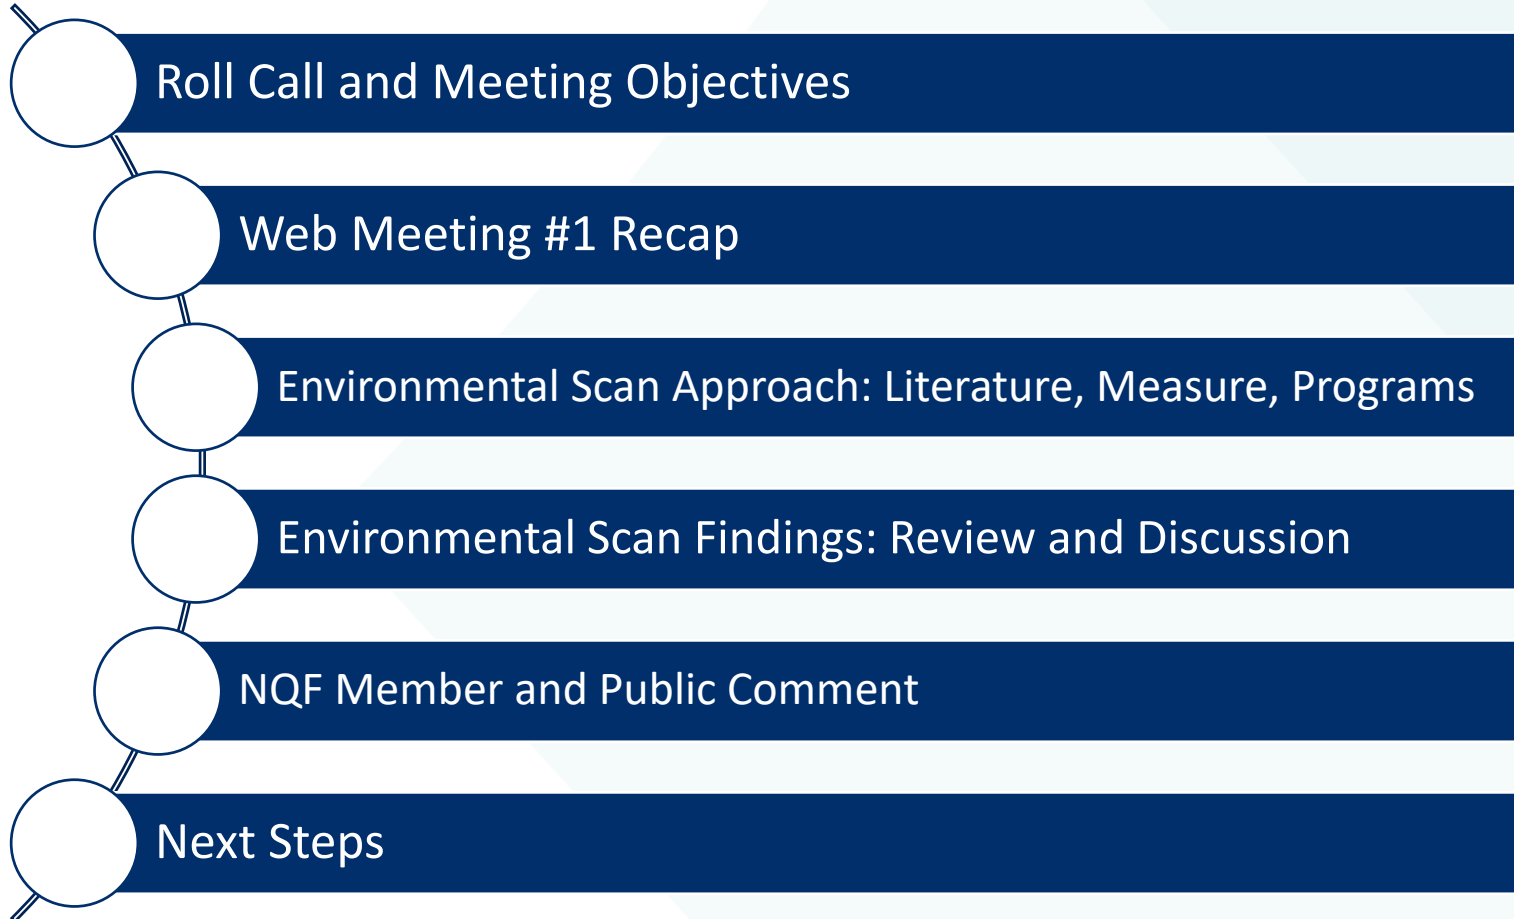 Roll Call and Meeting Objectives
Web Meeting #1 Recap
Environmental Scan Approach: Literature, Measure, Programs
Environmental Scan Findings: Review and Discussion
NQF Member and Public Comment
Next Steps